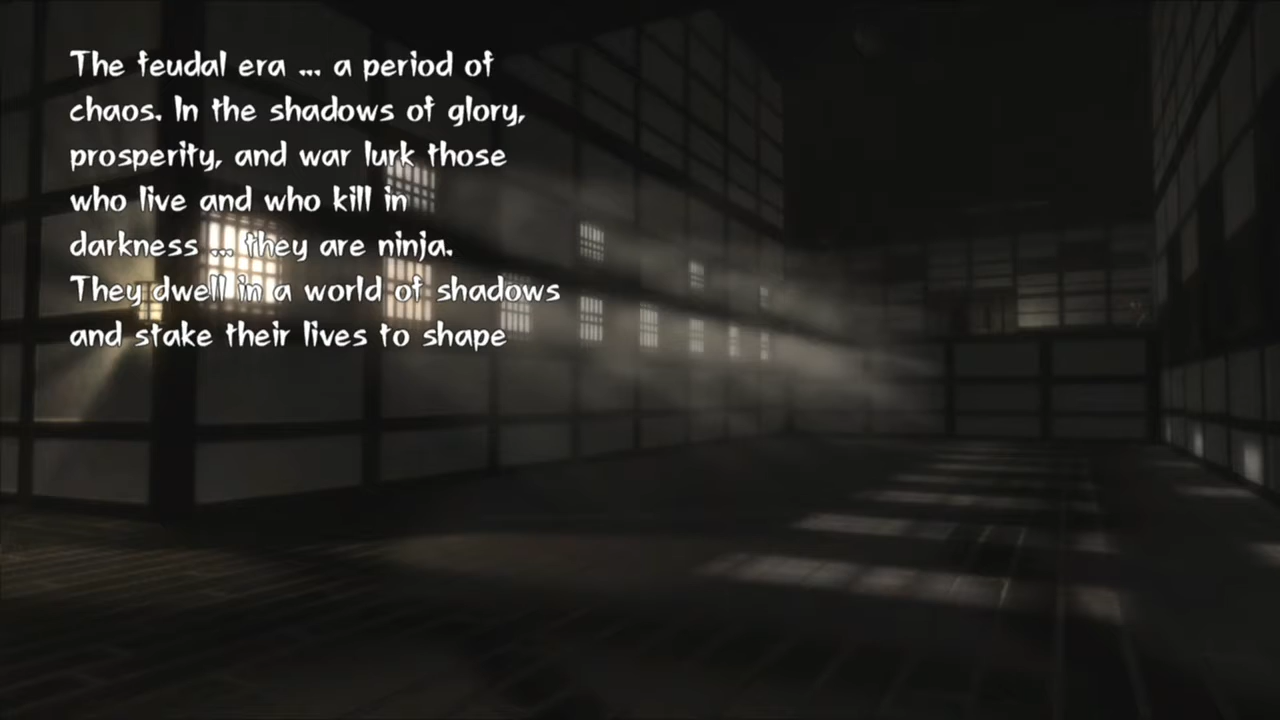 The feudal era ... a period of
chaos. In the shadows of glory,
prosperity, and war lurk those
who live and who kill in
darkness ... they are ninja.
They dwell in a world of shadows
and stake their lives to shape